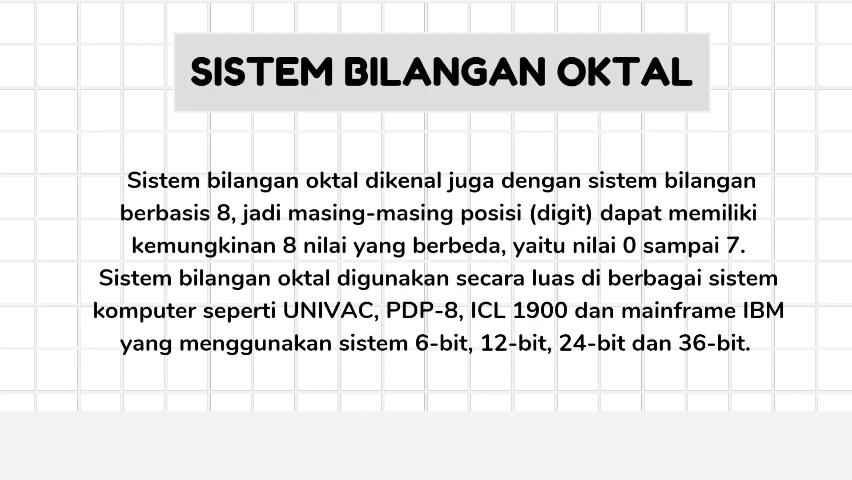 SISTEM BILANGAN OKTAL
Sistem bilangan oktal dikenal juga dengan sistem bilangan
berbasis 8, jadi masing-masing posisi (digit) dapat memiliki
kemungkinan 8 nilai yang berbeda, yaitu nilai 0 sampai 7.
Sistem bilangan oktal digunakan secara luas di berbagai sistem
komputer seperti UNIVAC, PDP-8, ICL 1900 dan mainframe IBM
yang menggunakan sistem 6-bit, 12-bit, 24-bit dan 36-bit.